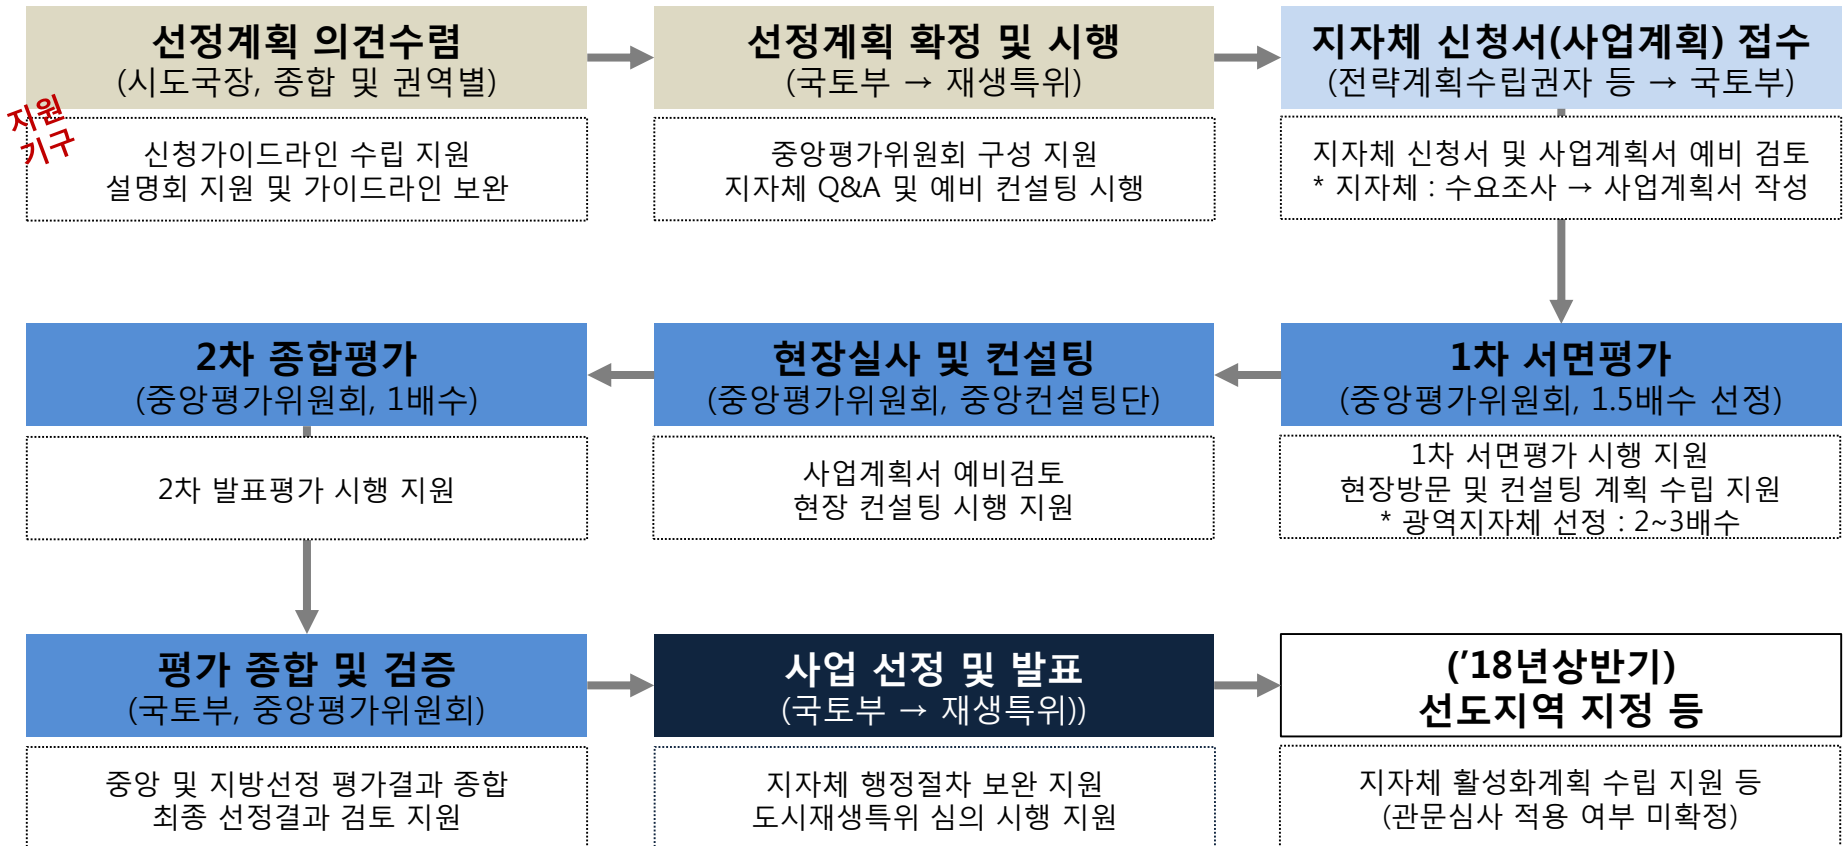 선정계획 의견수렴
(시도국장, 종합 및 권역별)
지원
기구
신청가이드라인 수립 지원
설명회 지원 및 가이드라인 보완
선정계획 확정 및 시행
(국토부 → 재생특위)
중앙평가위원회 구성 지원
지자체 Q&A 및 예비 컨설팅 시행
지자체 신청서(사업계획) 접수
(전략계획수립권자 등 → 국토부)
지자체 신청서 및 사업계획서 예비 검토
* 지자체 : 수요조사 → 사업계획서 작성
1차 서면평가
(중앙평가위원회, 1.5배수 선정)
1차 서면평가 시행 지원
현장방문 및 컨설팅 계획 수립 지원
* 광역지자체 선정 : 2~3배수
현장실사 및 컨설팅
(중앙평가위원회, 중앙컨설팅단)
사업계획서 예비검토
현장 컨설팅 시행 지원
2차 종합평가
(중앙평가위원회, 1배수)
2차 발표평가 시행 지원
평가 종합 및 검증
(국토부, 중앙평가위원회)
중앙 및 지방선정 평가결과 종합
최종 선정결과 검토 지원
사업 선정 및 발표
(국토부 → 재생특위))
지자체 행정절차 보완 지원
도시재생특위 심의 시행 지원
(’18년상반기)
선도지역 지정 등
지자체 활성화계획 수립 지원 등
(관문심사 적용 여부 미확정)